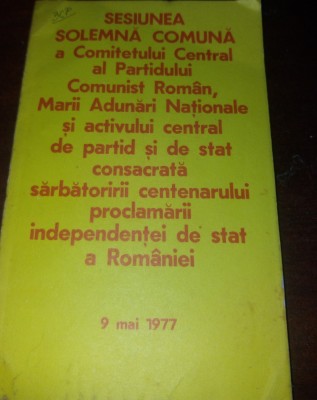 SESIUNEA
SOLEMNĂ COMUNĂ
a Comitetului Central
al Partidului
Comunist Român,
Marii Adunări Naționale
și activului central
de partid și de stat
consacrată
sărbătoririi centenarului
proclamării
independenței de stat
a României
9 mai 1977